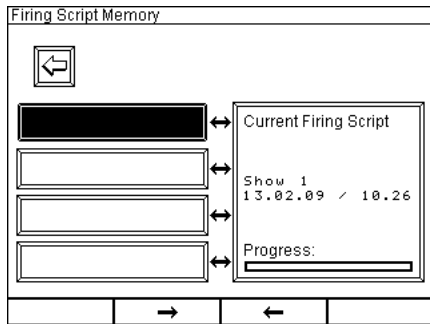 Firing Script Memory
Current Firing Script
Show 1
13.02.09 / 10.26
Progress: